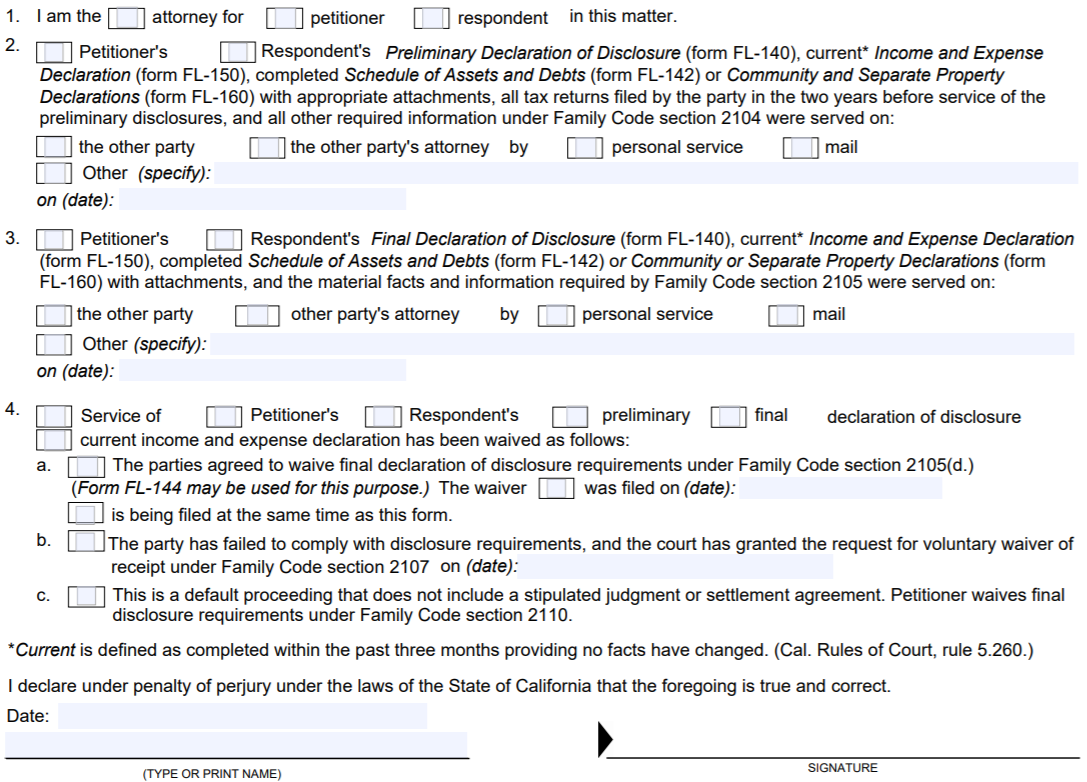 1. I am the attorney for petitioner respondent in this matter.
2. Petitioner's Respondent's Preliminary Declaration of Disclosure (form FL-140), current* Income and Expense
Declaration (form FL-150), completed Schedule of Assets and Debts (form FL-142) or Community and Separate Property
Declarations (form FL-160) with appropriate attachments, all tax returns filed by the party in the two years before service of the
preliminary disclosures, and all other required information under Family Code section 2104 were served on:
the other party the other party's attorney by personal service mail
Other (specify):
on (date):
3. Petitioner's Respondent's Final Declaration of Disclosure (form FL-140), current* Income and Expense Declaration
(form FL-150), completed Schedule of Assets and Debts (form FL-142) or Community or Separate Property Declarations (form
FL-160) with attachments, and the material facts and information required by Family Code section 2105 were served on:
the other party other party's attorney by personal service mail
Other (specify):
on (date):
4. Service of Petitioner's Respondent's preliminary final declaration of disclosure
current income and expense declaration has been waived as follows:
a. The parties agreed to waive final declaration of disclosure requirements under Family Code section 2105(d.)
(Form FL-144 may be used for this purpose.) The waiver was filed on (date):
is being filed at the same time as this form.
b. The party has failed to comply with disclosure requirements, and the court has granted the request for voluntary waiver of
receipt under Family Code section 2107 on (date):
c. This is a default proceeding that does not include a stipulated judgment or settlement agreement. Petitioner waives final
disclosure requirements under Family Code section 2110.
*Current is defined as completed within the past three months providing no facts have changed. (Cal. Rules of Court, rule 5.260.)
I declare under penalty of perjury under the laws of the State of California that the foregoing is true and correct.
Date:
(TYPE OR PRINT NAME) SIGNATURE